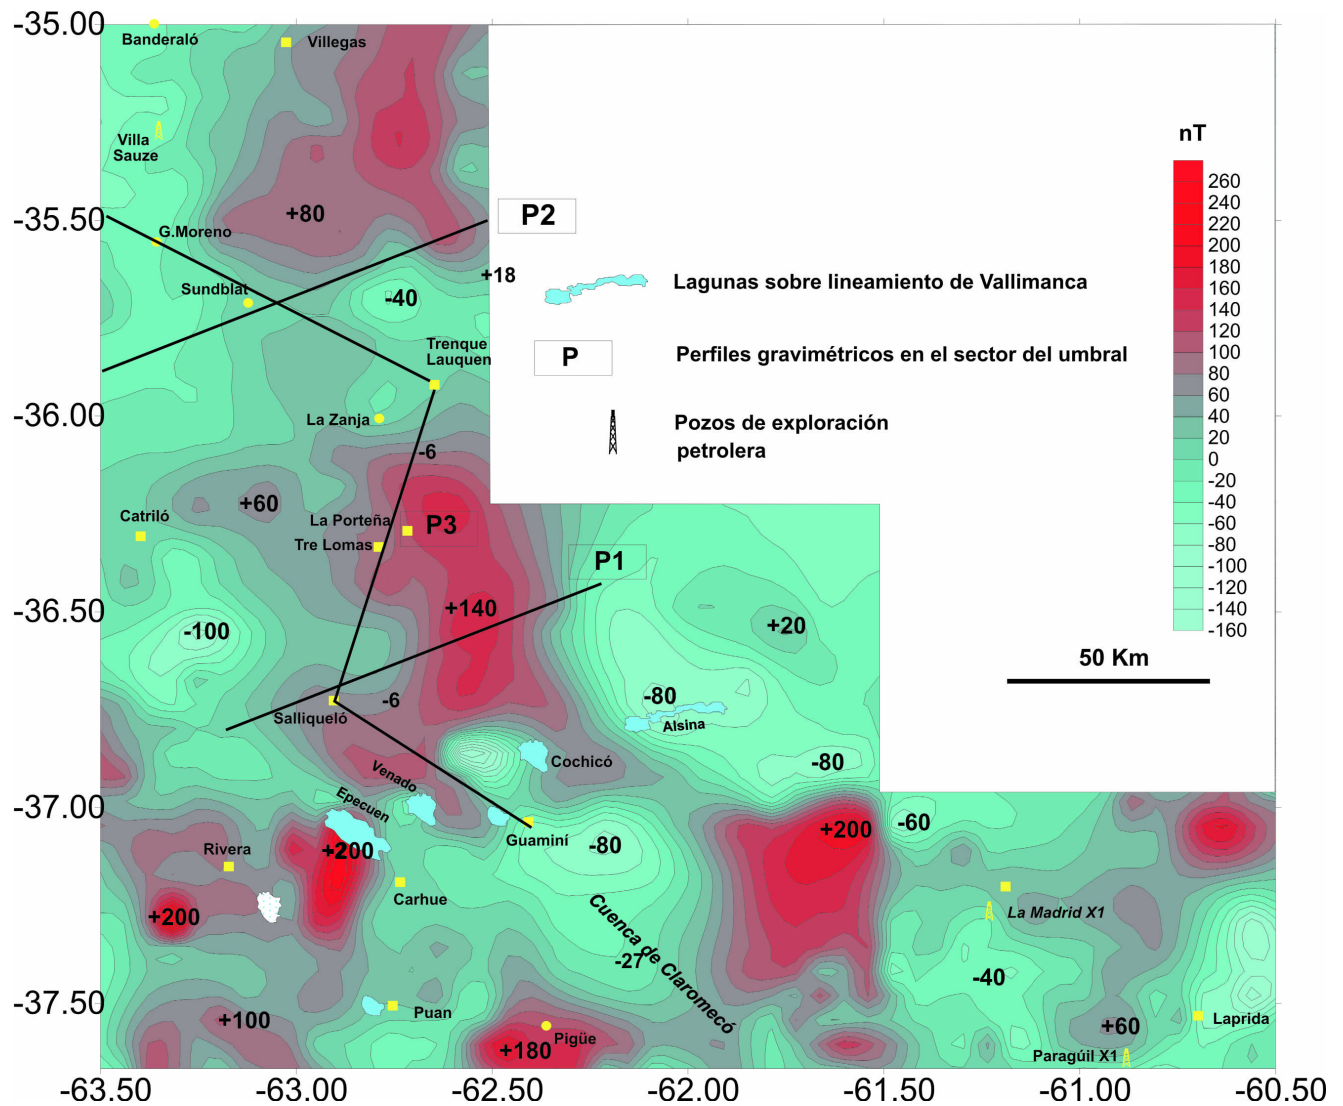 -35.00
Banderaló
Villegas
nT
Villa
Sauze
260
240
220
200
180
160
140
120
100
80
60
40
20
0
-20
-40
-60
-80
-100
-120
-140
-160
+80
P2
-35.50
G.Moreno
+18
Lagunas sobre lineamiento de Vallimanca
Sundblat
-40
Trenque
Lauquen
P
Perfiles gravimétricos en el sector del umbral
-36.00
La Zanja
Pozos de exploración
petrolera
-6
+60
Catriló
La Porteña
P3
Tre Lomas
P1
-36.50
+140
-100
+20
50 Km
-80
-6
Salliqueló
Alsina
Cochicó
-80
Venado
Epecuen
-37.00
+200
-60
Guaminí
-80
Rivera
+200
Carhue
+200
La Madrid X1
Cuenca de Claromecó
-27
-40
-37.50
Puan
+100
+60
Laprida
Pigüe
+180
Paragúil X1
-63.50
-63.00
-62.50
-62.00
-61.50
-61.00
-60.50